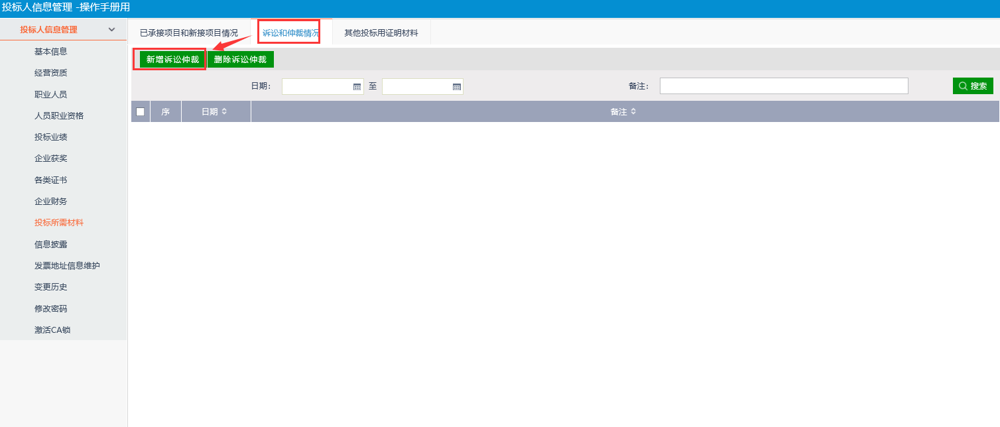 投标人信息管理 -操作手册用
投标人信息管理
基本信息
经营资质
职业人员
人员职业资格
投标业绩
企业获奖
各类证书
企业财务
投标所需材料
信息披露
发票地址信息维护
变更历史
修改密码
激活CA锁
已承接项目和新接项目情况 诉讼和仲裁情况 其他投标用证明材料
新增诉讼仲裁 删除诉讼仲裁
日期： 至 备注： 搜索
序 日期 备注